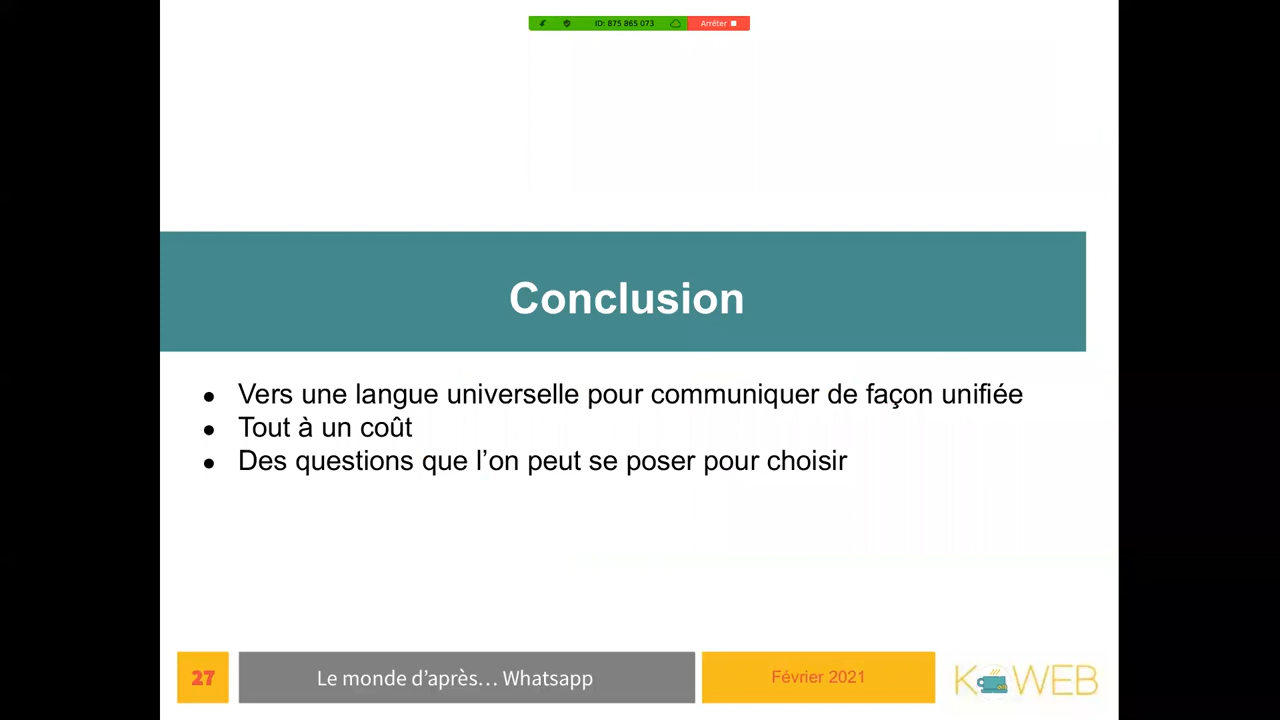 ID: 875 865 073 Arrêter
Conclusion
● Vers une langue universelle pour communiquer de façon unifiée
● Tout à un coût
● Des questions que l’on peut se poser pour choisir
27 Le monde d’après… Whatsapp Février 2021 K WEB